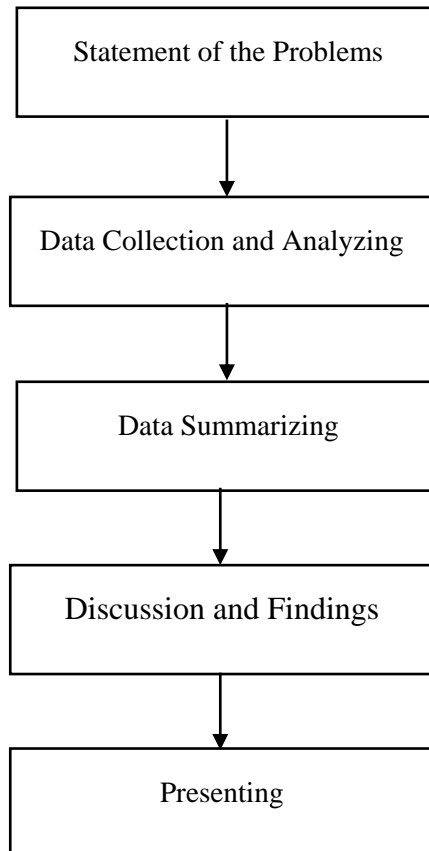 Statement of the Problems
Data Collection and Analyzing
Data Summarizing
Discussion and Findings
Presenting